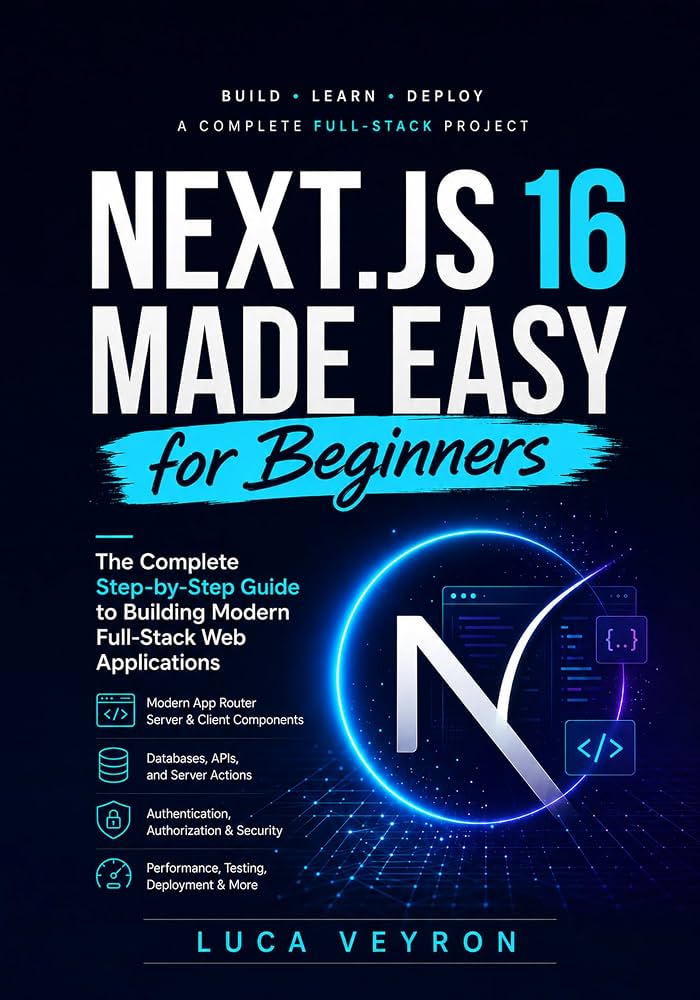 BUILD • LEARN • DEPLOY
A COMPLETE FULL-STACK PROJECT
NEXT.JS 16
MADE EASY
for Beginners
The Complete
Step-by-Step Guide
to Building Modern
Full-Stack Web
Applications
</>
Modern App Router
Server & Client Components
Databases, APIs,
and Server Actions
Authentication,
Authorization & Security
Performance, Testing,
Deployment & More
N
{..}
</>
LUCA VEYRON